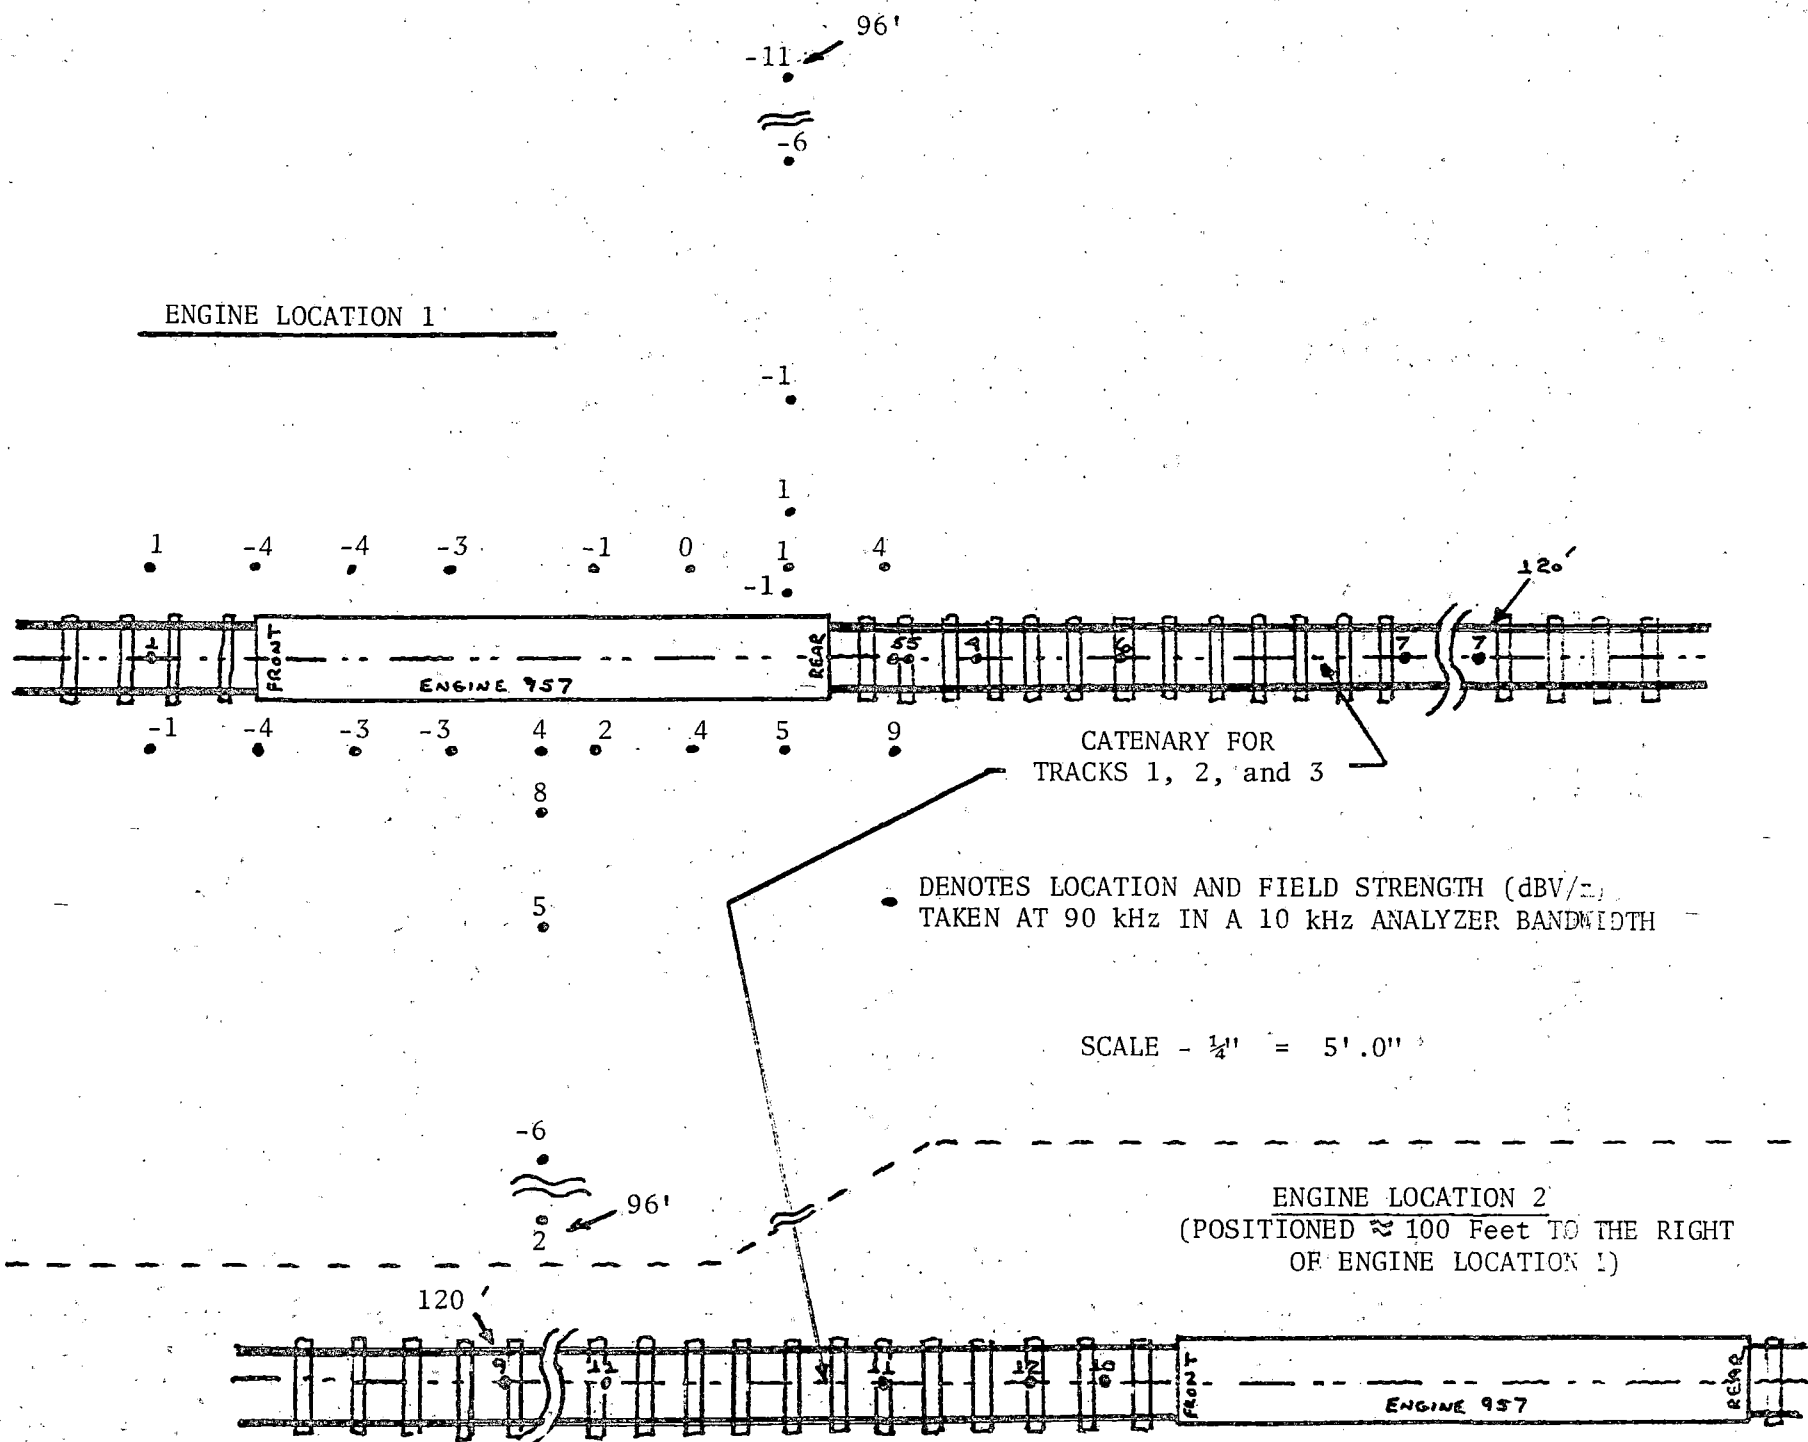 96'
-11
-6
ENGINE LOCATION 1
-1
1
1 -4 -4 -3 -1 0 1 4
-1
120'
FRONT
ENGINE 957
REAR
1 5 5 6 7 7
-1 -4 -3 -3 4 2 4 5 9
CATENARY FOR
TRACKS 1, 2, and 3
8
5
DENOTES LOCATION AND FIELD STRENGTH (dBV/
TAKEN AT 90 kHz IN A 10 kHz ANALYZER BANDWIDTH
SCALE - ¼" = 5'.0"
-6
96'
2
ENGINE LOCATION 2
(POSITIONED ≈ 100 Feet TO THE RIGHT
OF ENGINE LOCATION 1)
120'
9 11 11 12 10
FRONT
ENGINE 957
REAR